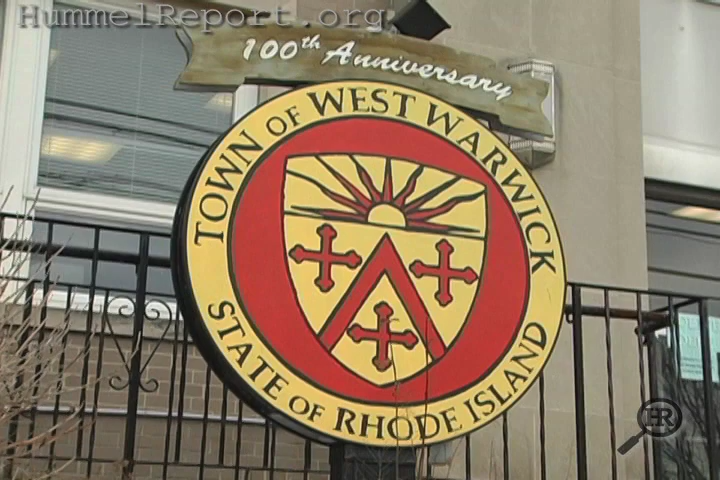 HummelReport.org
100th Anniversary
TOWN OF WEST WARWICK
STATE OF RHODE ISLAND
HR